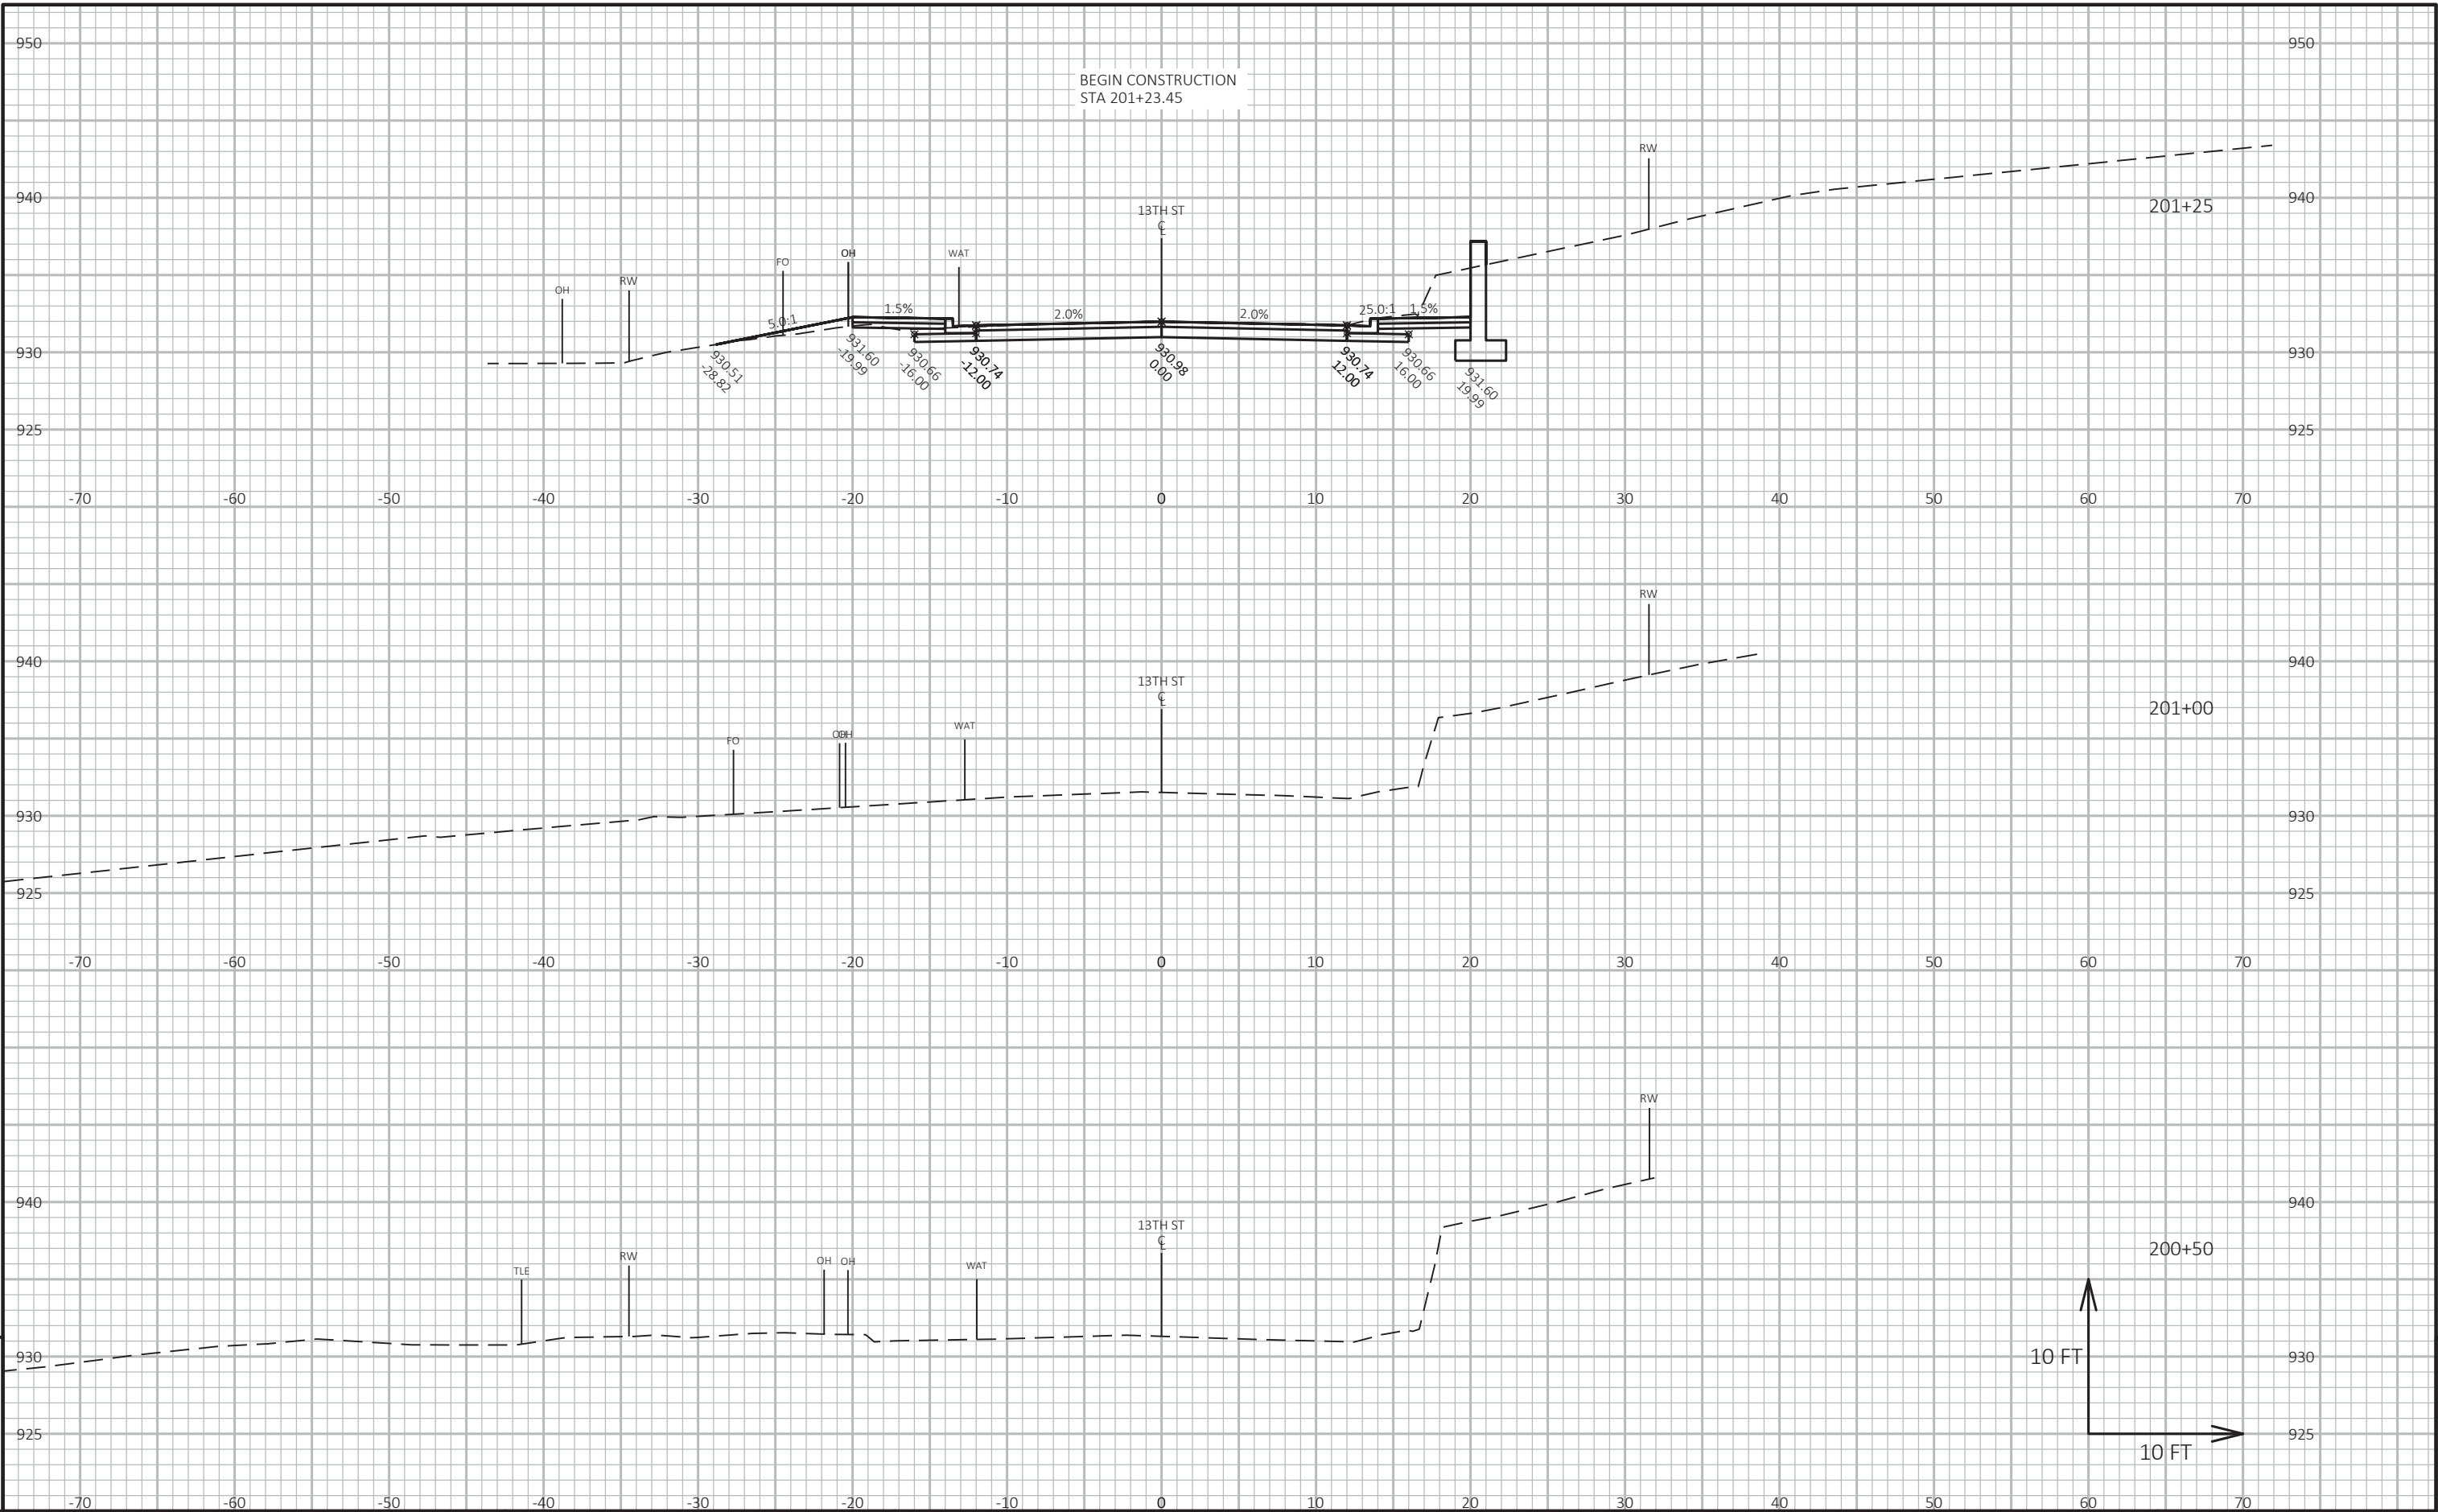 950 950
BEGIN CONSTRUCTION
STA 201+23.45
RW
940 940
201+25
13TH ST
CL
OH RW FO OH WAT
5.0:1 1.5% 2.0% 2.0% 25.0:1 1.5%
930 930
930.51 931.60 930.66 930.74 930.98 930.74 930.66 931.60
-28.82 -19.99 -16.00 -12.00 0.00 12.00 16.00 19.99
925 925
-70 -60 -50 -40 -30 -20 -10 0 10 20 30 40 50 60 70
RW
940 940
13TH ST
CL
201+00
FO OH OH WAT
930 930
925 925
-70 -60 -50 -40 -30 -20 -10 0 10 20 30 40 50 60 70
RW
940 940
13TH ST
CL
200+50
TLE RW OH OH WAT
930 10 FT 930
925 925
10 FT
-70 -60 -50 -40 -30 -20 -10 0 10 20 30 40 50 60 70